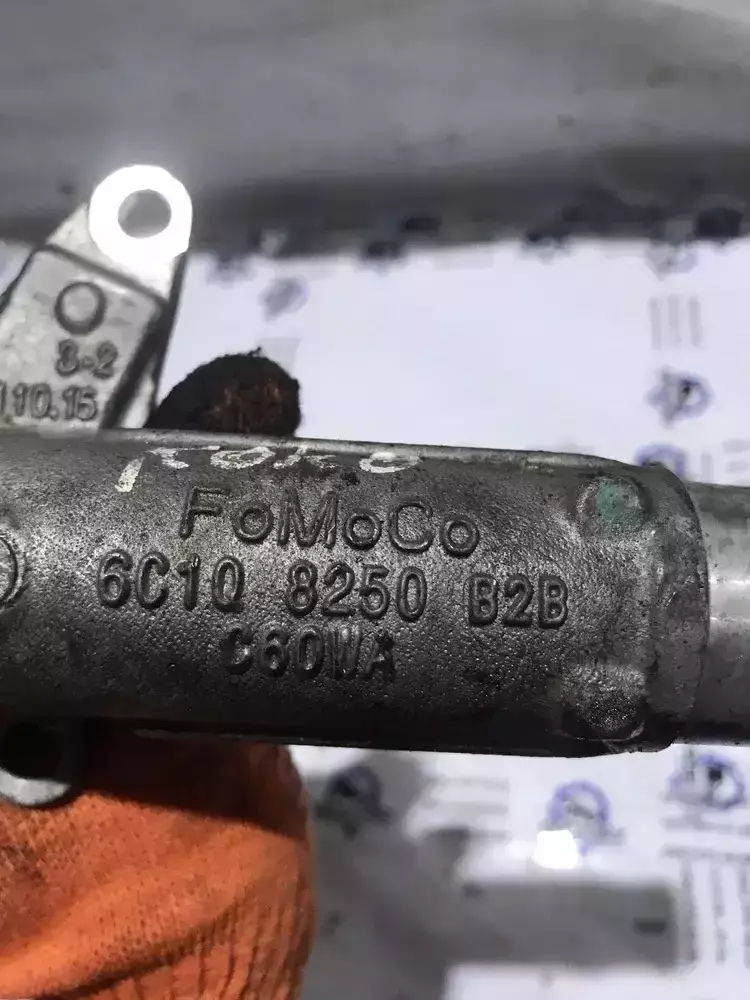 3-2
110.15
FoMoCo
6C1Q 8250 B2B
C60WA